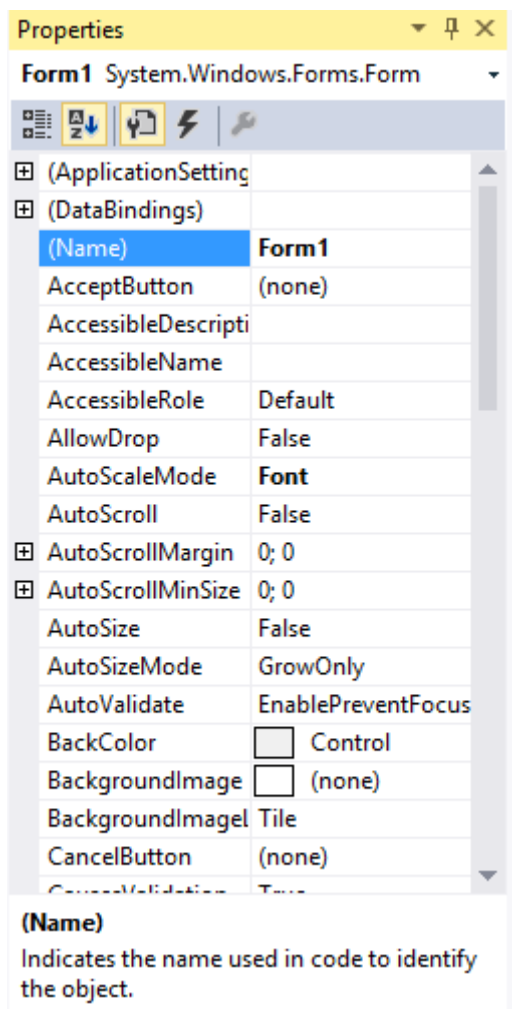 Properties
Form1 System.Windows.Forms.Form
(ApplicationSetting
(DataBindings)
(Name) Form1
AcceptButton (none)
AccessibleDescripti
AccessibleName
AccessibleRole Default
AllowDrop False
AutoScaleMode Font
AutoScroll False
AutoScrollMargin 0; 0
AutoScrollMinSize 0; 0
AutoSize False
AutoSizeMode GrowOnly
AutoValidate EnablePreventFocus
BackColor Control
BackgroundImage (none)
BackgroundImageL Tile
CancelButton (none)
CausesValidation True
(Name)
Indicates the name used in code to identify
the object.